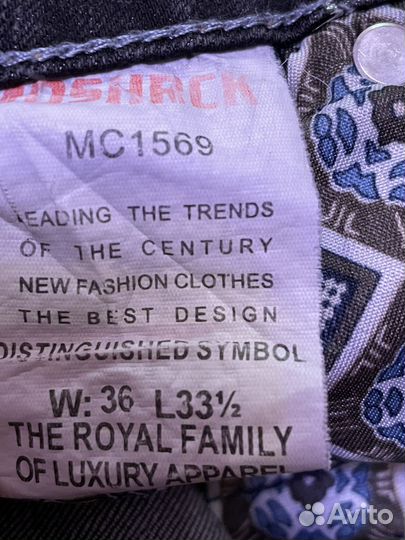 MC1569
LEADING THE TRENDS
OF THE CENTURY
NEW FASHION CLOTHES
THE BEST DESIGN
DISTINGUISHED SYMBOL
W: 36 L33½
THE ROYAL FAMILY
OF LUXURY APPAREL
Avito